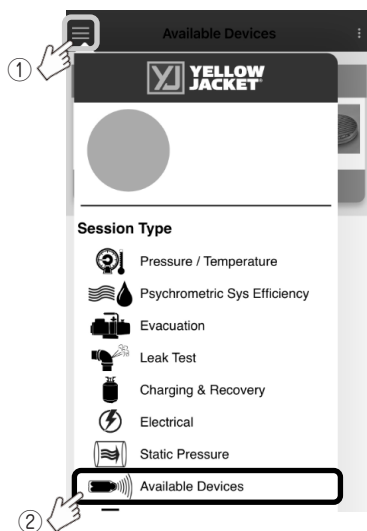 Available Devices
①
YJ YELLOW
JACKET
Session Type
Pressure / Temperature
Psychrometric Sys Efficiency
Evacuation
Leak Test
Charging & Recovery
Electrical
Static Pressure
Available Devices
②